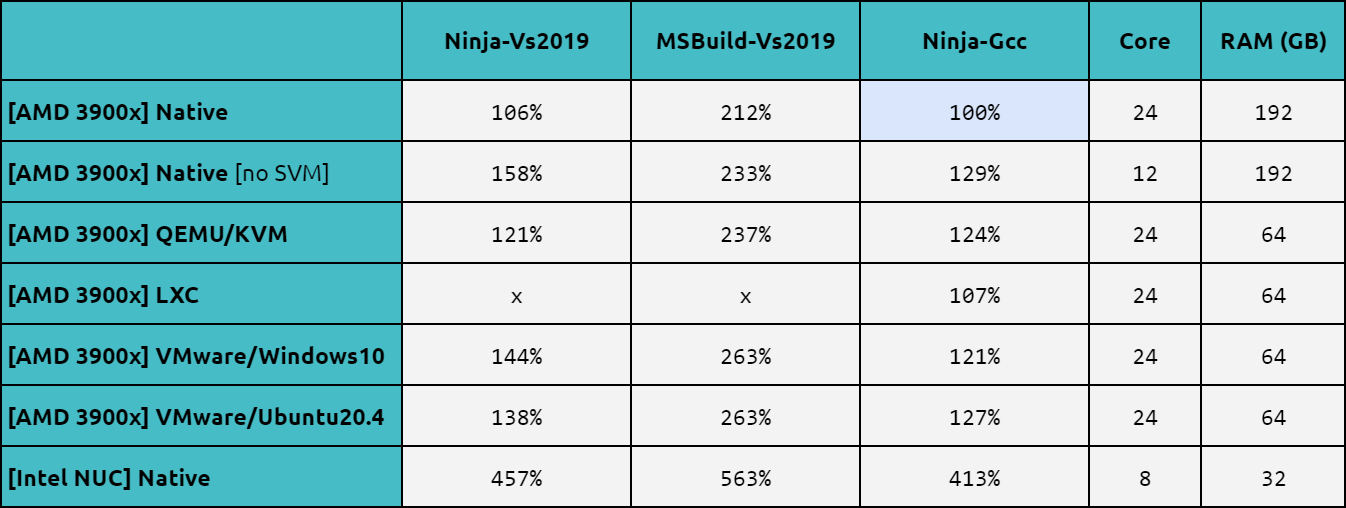 Ninja-Vs2019 MSBuild-Vs2019 Ninja-Gcc Core RAM (GB)
[AMD 3900x] Native 106% 212% 100% 24 192
[AMD 3900x] Native [no SVM] 158% 233% 129% 12 192
[AMD 3900x] QEMU/KVM 121% 237% 124% 24 64
[AMD 3900x] LXC x x 107% 24 64
[AMD 3900x] VMware/Windows10 144% 263% 121% 24 64
[AMD 3900x] VMware/Ubuntu20.4 138% 263% 127% 24 64
[Intel NUC] Native 457% 563% 413% 8 32